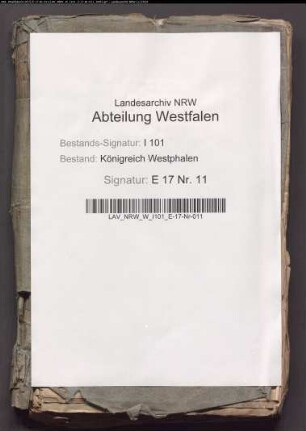 Landesarchiv NRW
Abteilung Westfalen
Bestands-Signatur: I 101
Bestand: Königreich Westphalen
Signatur: E 17 Nr. 11
LAV_NRW_W_I101_E-17-Nr-011